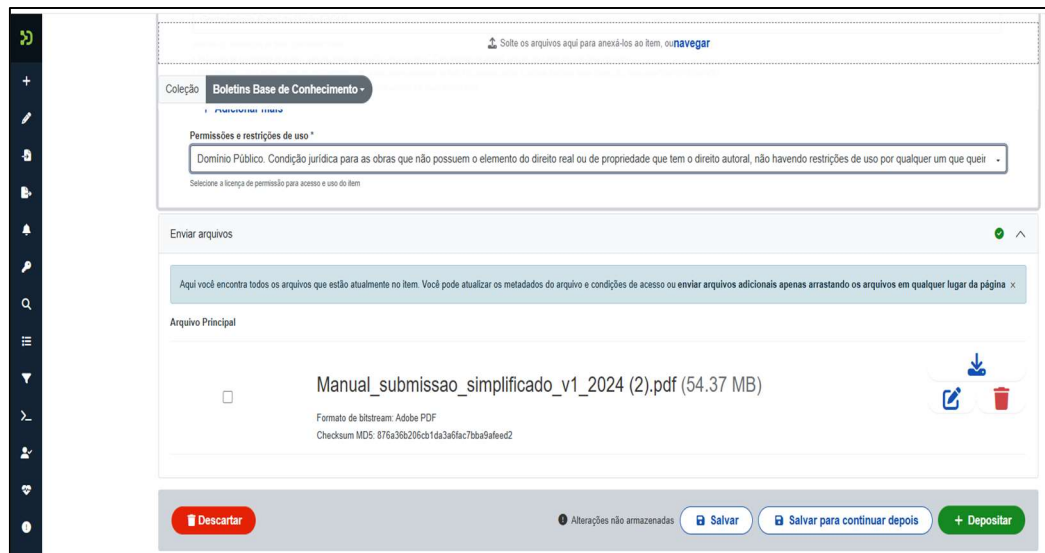 Solte os arquivos aqui para anexá-los ao item, ou navegar
Coleção Boletins Base de Conhecimento
+ Adicionar mais
Permissões e restrições de uso *
Domínio Público. Condição jurídica para as obras que não possuem o elemento do direito real ou de propriedade que tem o direito autoral, não havendo restrições de uso por qualquer um que queir
Selecione a licença de permissão para acesso e uso do item
Enviar arquivos
Aqui você encontra todos os arquivos que estão atualmente no item. Você pode atualizar os metadados do arquivo e condições de acesso ou enviar arquivos adicionais apenas arrastando os arquivos em qualquer lugar da página ×
Arquivo Principal
Manual_submissao_simplificado_v1_2024 (2).pdf (54.37 MB)
Formato de bitstream: Adobe PDF
Checksum MD5: 876a36b206cb1da3a6fac7bba9afeed2
Descartar Alterações não armazenadas Salvar Salvar para continuar depois + Depositar